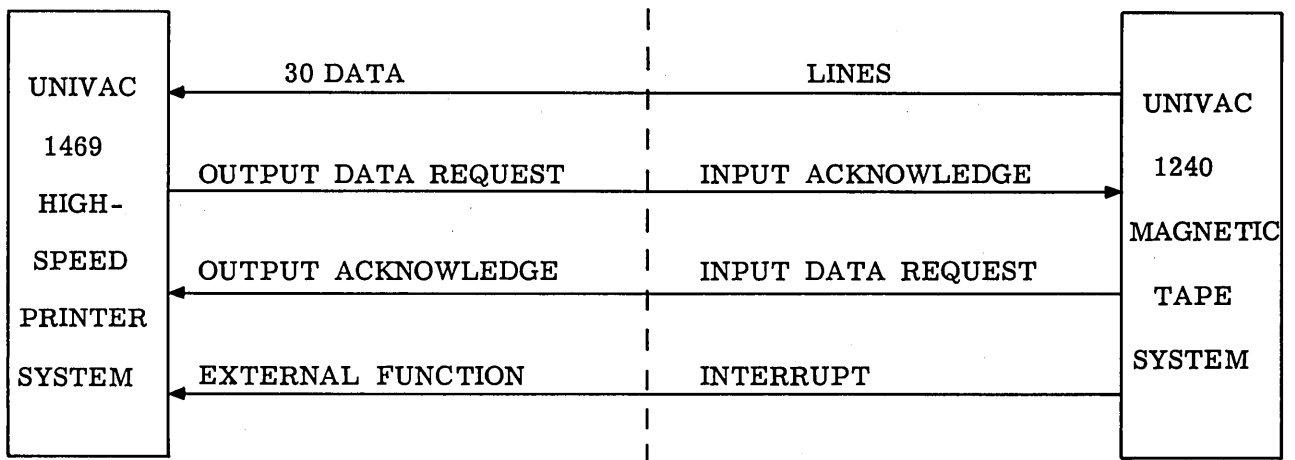 UNIVAC
1469
HIGH-
SPEED
PRINTER
SYSTEM
30 DATA LINES
OUTPUT DATA REQUEST INPUT ACKNOWLEDGE
OUTPUT ACKNOWLEDGE INPUT DATA REQUEST
EXTERNAL FUNCTION INTERRUPT
UNIVAC
1240
MAGNETIC
TAPE
SYSTEM